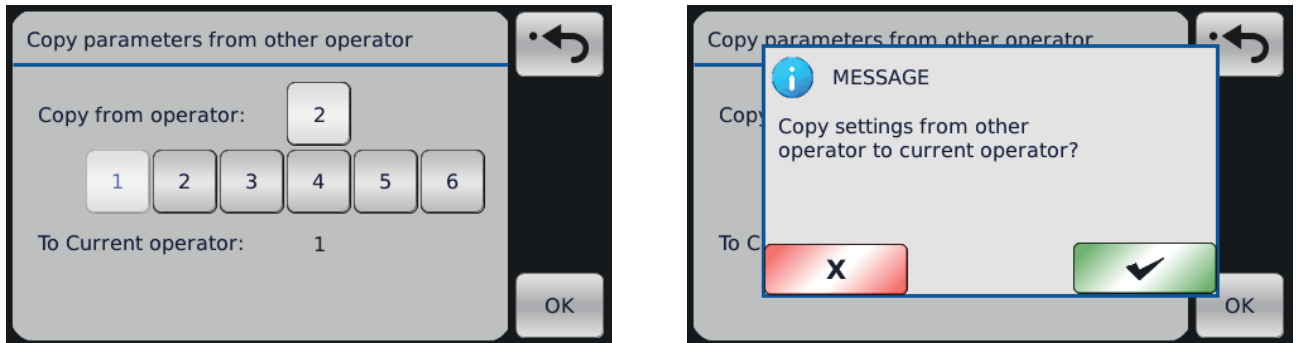 Copy parameters from other operator
Copy from operator: 2
1 2 3 4 5 6
To Current operator: 1
OK
Copy parameters from other operator
MESSAGE
Copy
Copy settings from other
operator to current operator?
To C
X
OK